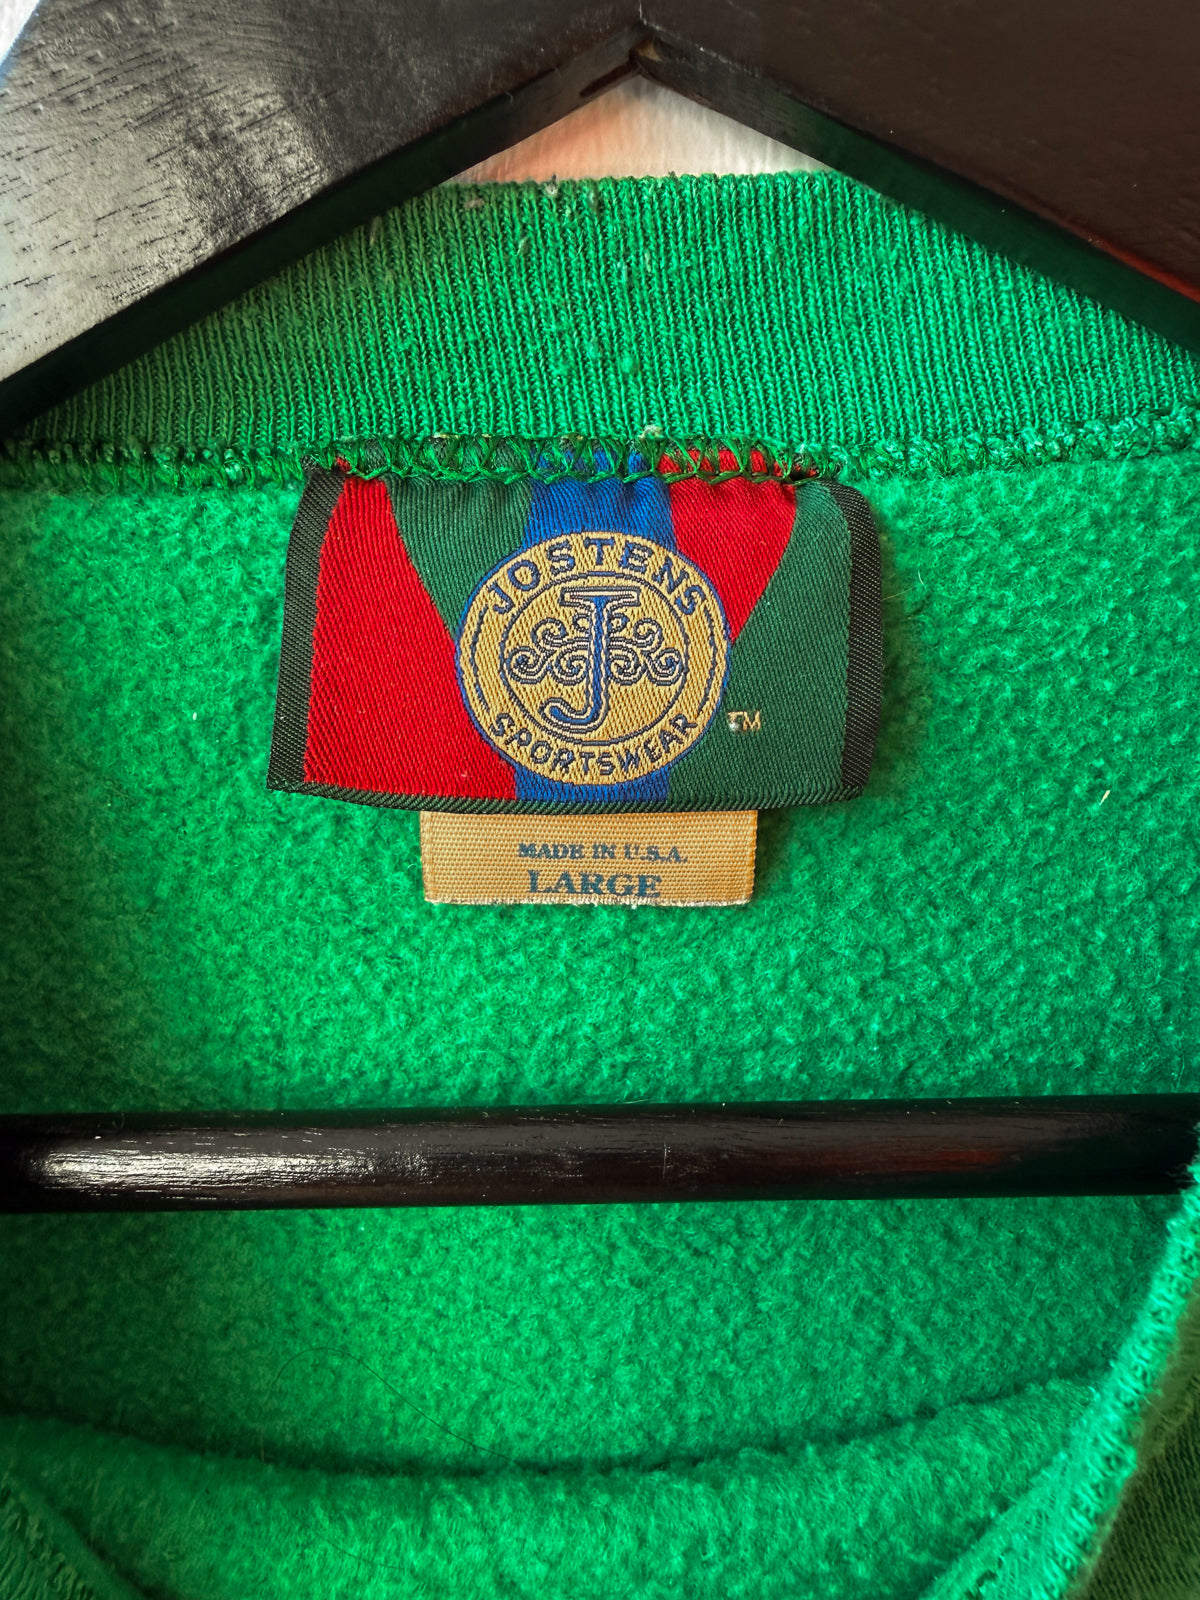 JOSTENS
J
SPORTSWEAR
TM
MADE IN U.S.A.
LARGE